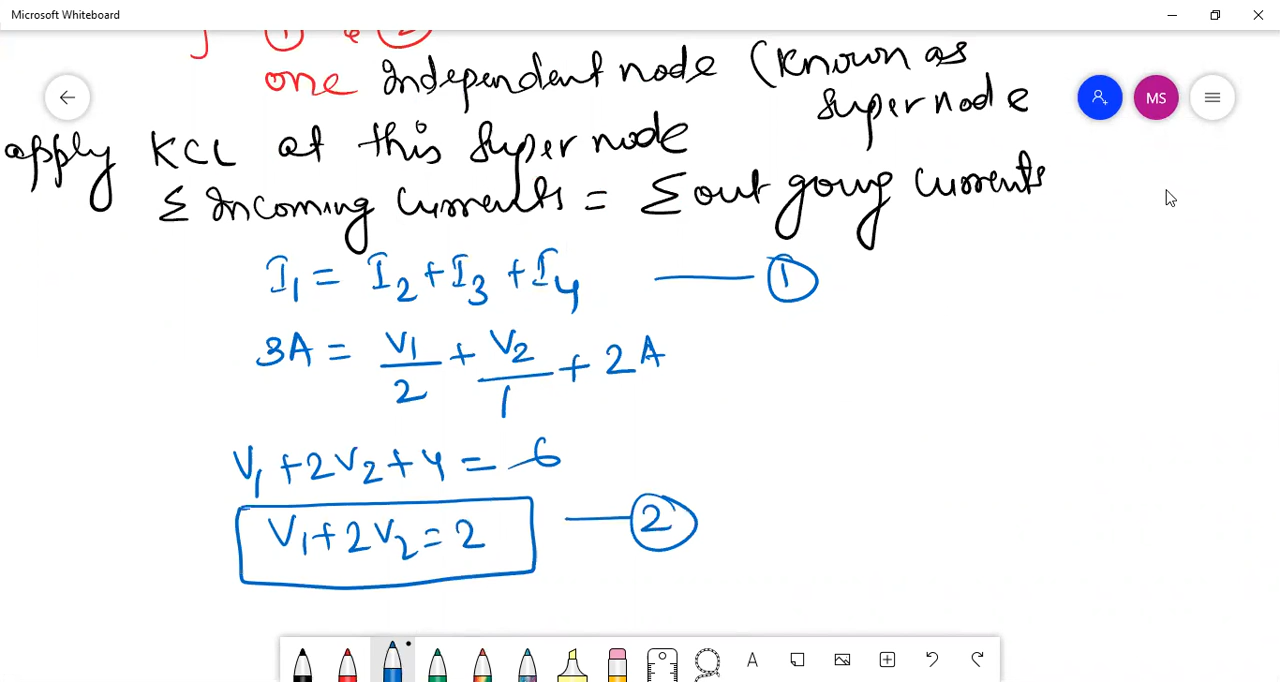 Microsoft Whiteboard
① & ②
one Independent node (Known as
supernode
MS
apply KCL at this Super node
Σ Incoming currents = Σ out going currents
I₁ = I₂ + I₃ + I₄ —— ①
3A = V₁/2 + V₂/1 + 2A
V₁ + 2V₂ + 4 = 6
V₁ + 2V₂ = 2 —— ②
A